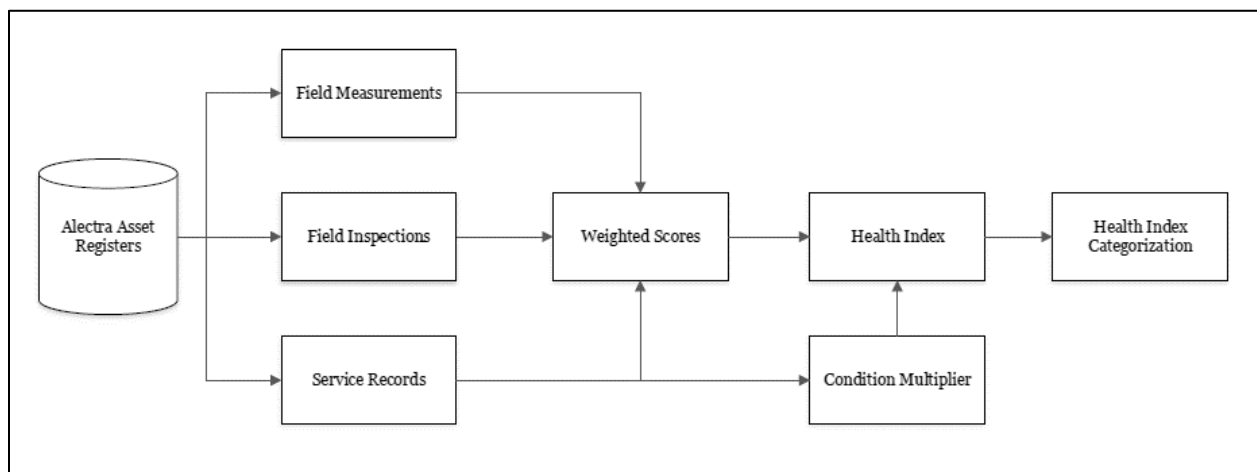 Field Measurements
Alectra Asset
Registers
Field Inspections
Weighted Scores
Health Index
Health Index
Categorization
Service Records
Condition Multiplier